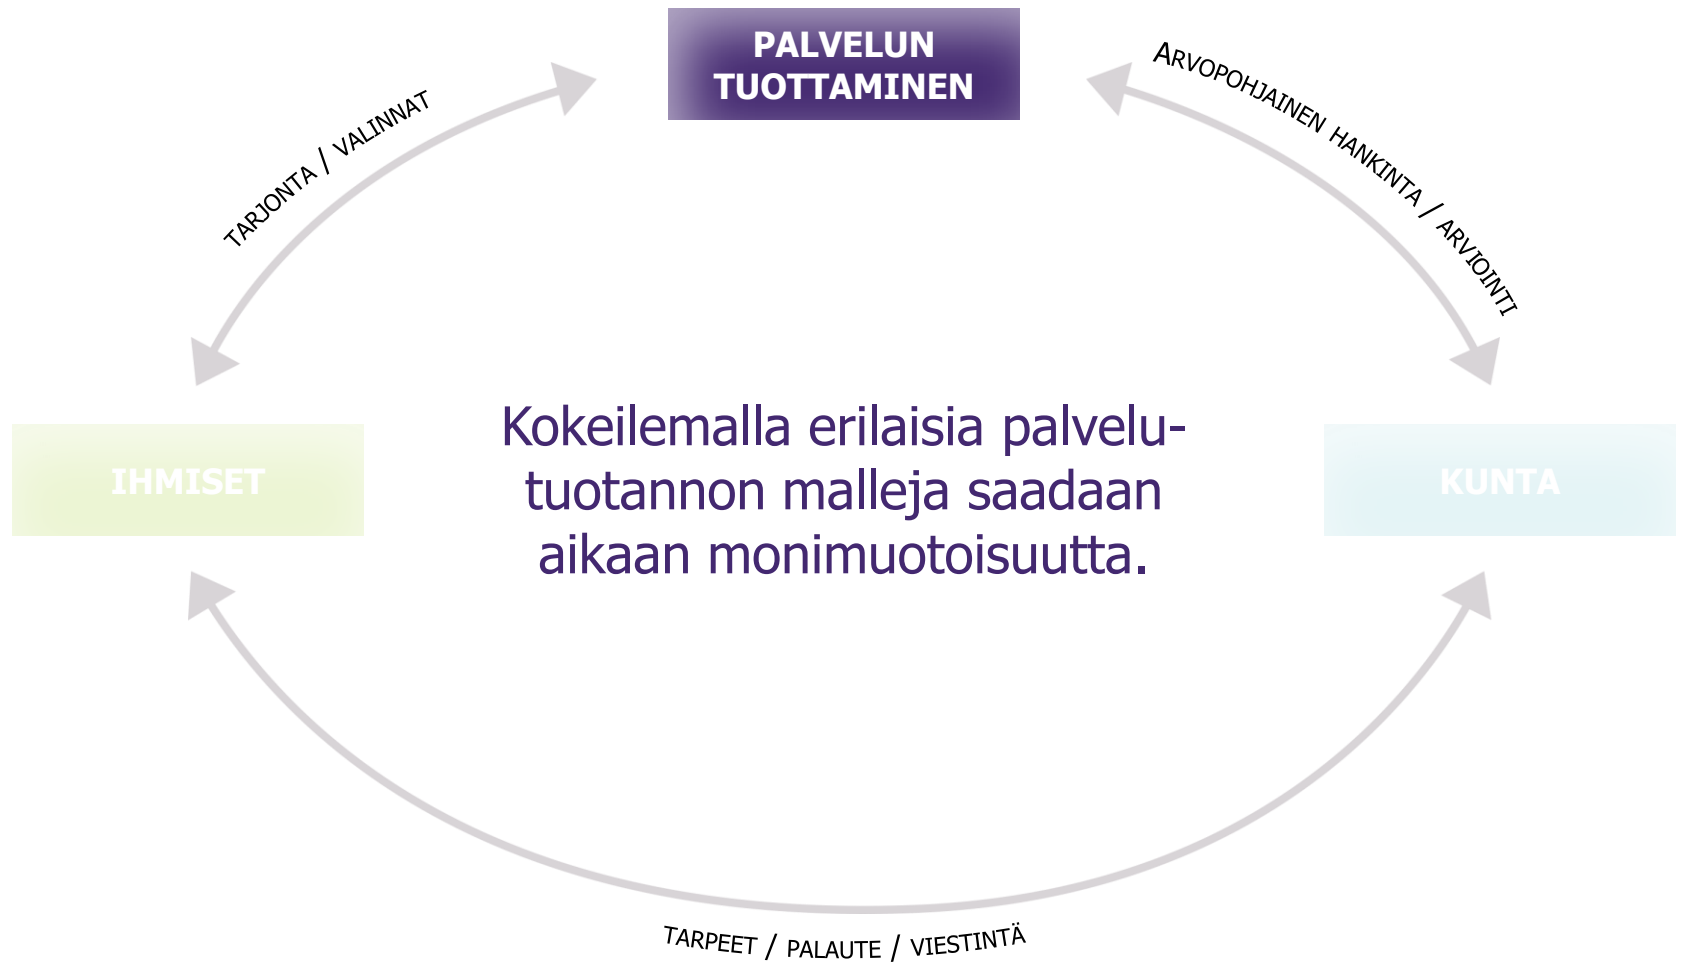 PALVELUN
TUOTTAMINEN
TARJONTA / VALINNAT
ARVOPOHJAINEN HANKINTA / ARVIOINTI
IHMISET
Kokeilemalla erilaisia palvelu-
tuotannon malleja saadaan
aikaan monimuotoisuutta.
KUNTA
TARPEET / PALAUTE / VIESTINTÄ